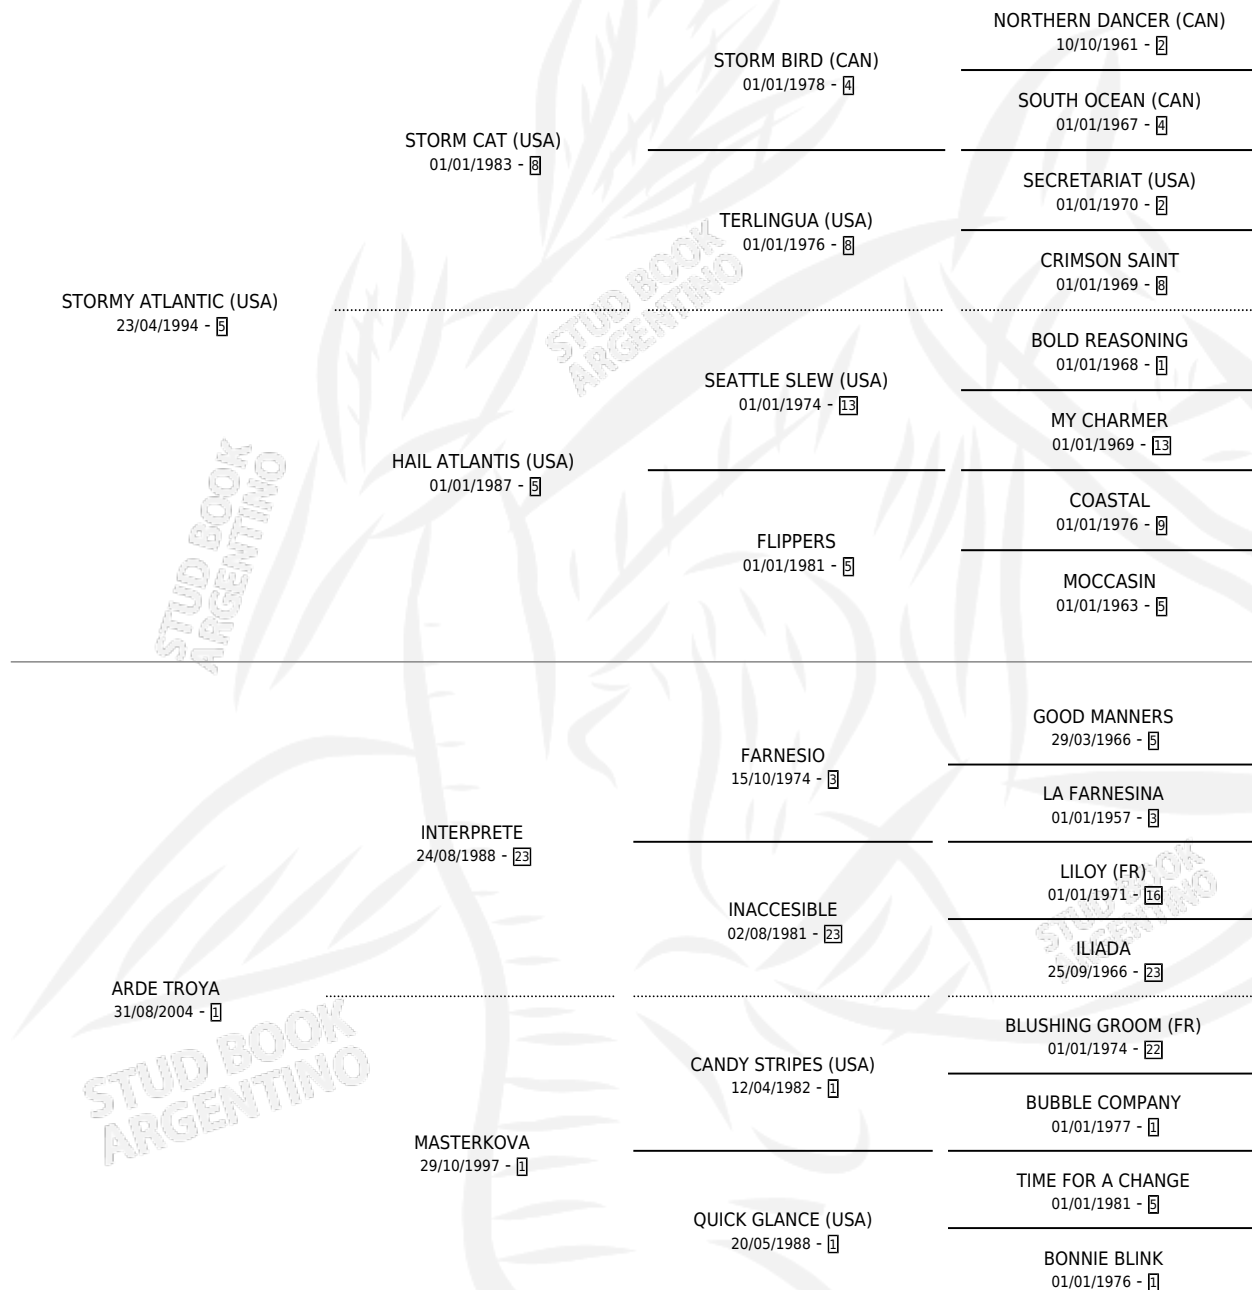 NORTHERN DANCER (CAN)
10/10/1961 - 2
STORM BIRD (CAN)
01/01/1978 - 4
SOUTH OCEAN (CAN)
01/01/1967 - 4
STORM CAT (USA)
01/01/1983 - 8
SECRETARIAT (USA)
01/01/1970 - 2
TERLINGUA (USA)
01/01/1976 - 8
CRIMSON SAINT
01/01/1969 - 8
STORMY ATLANTIC (USA)
23/04/1994 - 5
BOLD REASONING
01/01/1968 - 1
SEATTLE SLEW (USA)
01/01/1974 - 13
MY CHARMER
01/01/1969 - 13
HAIL ATLANTIS (USA)
01/01/1987 - 5
COASTAL
01/01/1976 - 9
FLIPPERS
01/01/1981 - 5
MOCCASIN
01/01/1963 - 5
GOOD MANNERS
29/03/1966 - 5
FARNESIO
15/10/1974 - 3
LA FARNESINA
01/01/1957 - 3
INTERPRETE
24/08/1988 - 23
LILOY (FR)
01/01/1971 - 16
INACCESIBLE
02/08/1981 - 23
ILIADA
25/09/1966 - 23
ARDE TROYA
31/08/2004 - 1
BLUSHING GROOM (FR)
01/01/1974 - 22
CANDY STRIPES (USA)
12/04/1982 - 1
BUBBLE COMPANY
01/01/1977 - 1
MASTERKOVA
29/10/1997 - 1
TIME FOR A CHANGE
01/01/1981 - 5
QUICK GLANCE (USA)
20/05/1988 - 1
BONNIE BLINK
01/01/1976 - 1
STUD BOOK
ARGENTINO
STUD BOOK
ARGENTINO
STUD BOOK
ARGENTINO
STUD BOOK
ARGENTINO